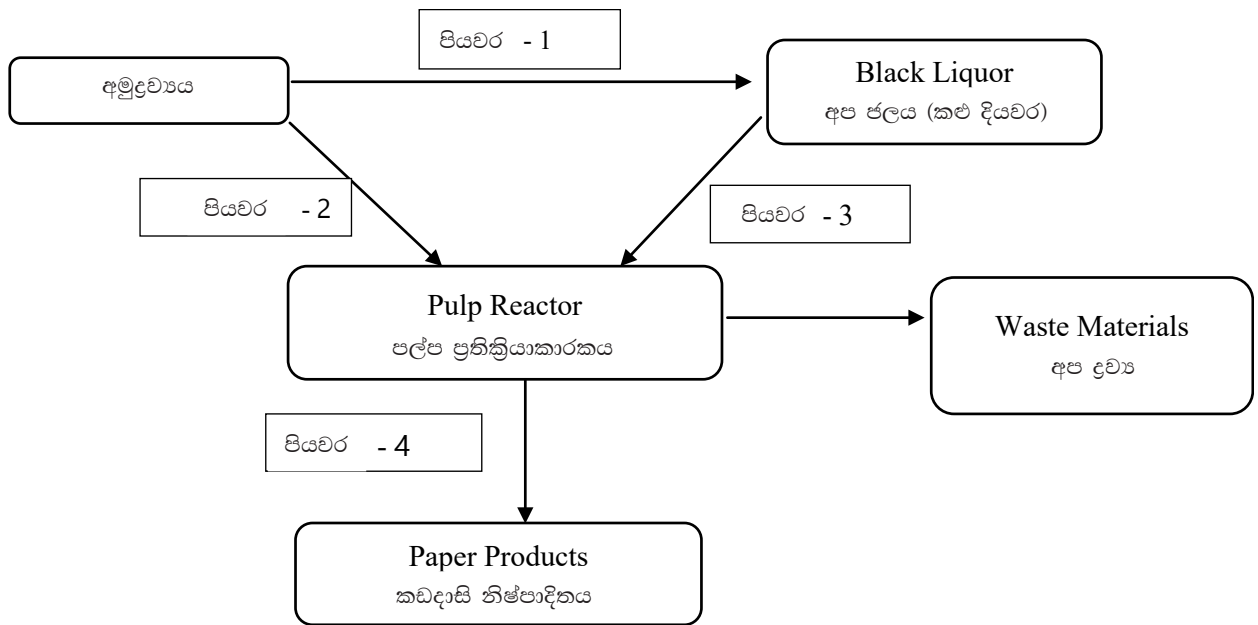 පියවර - 1
අමුද්‍රව්‍යය
Black Liquor
අප ජලය (කළු දියවර)
පියවර - 2
පියවර - 3
Pulp Reactor
පල්ප ප්‍රතික්‍රියාකාරකය
Waste Materials
අප ද්‍රව්‍ය
පියවර - 4
Paper Products
කඩදාසි නිෂ්පාදිතය